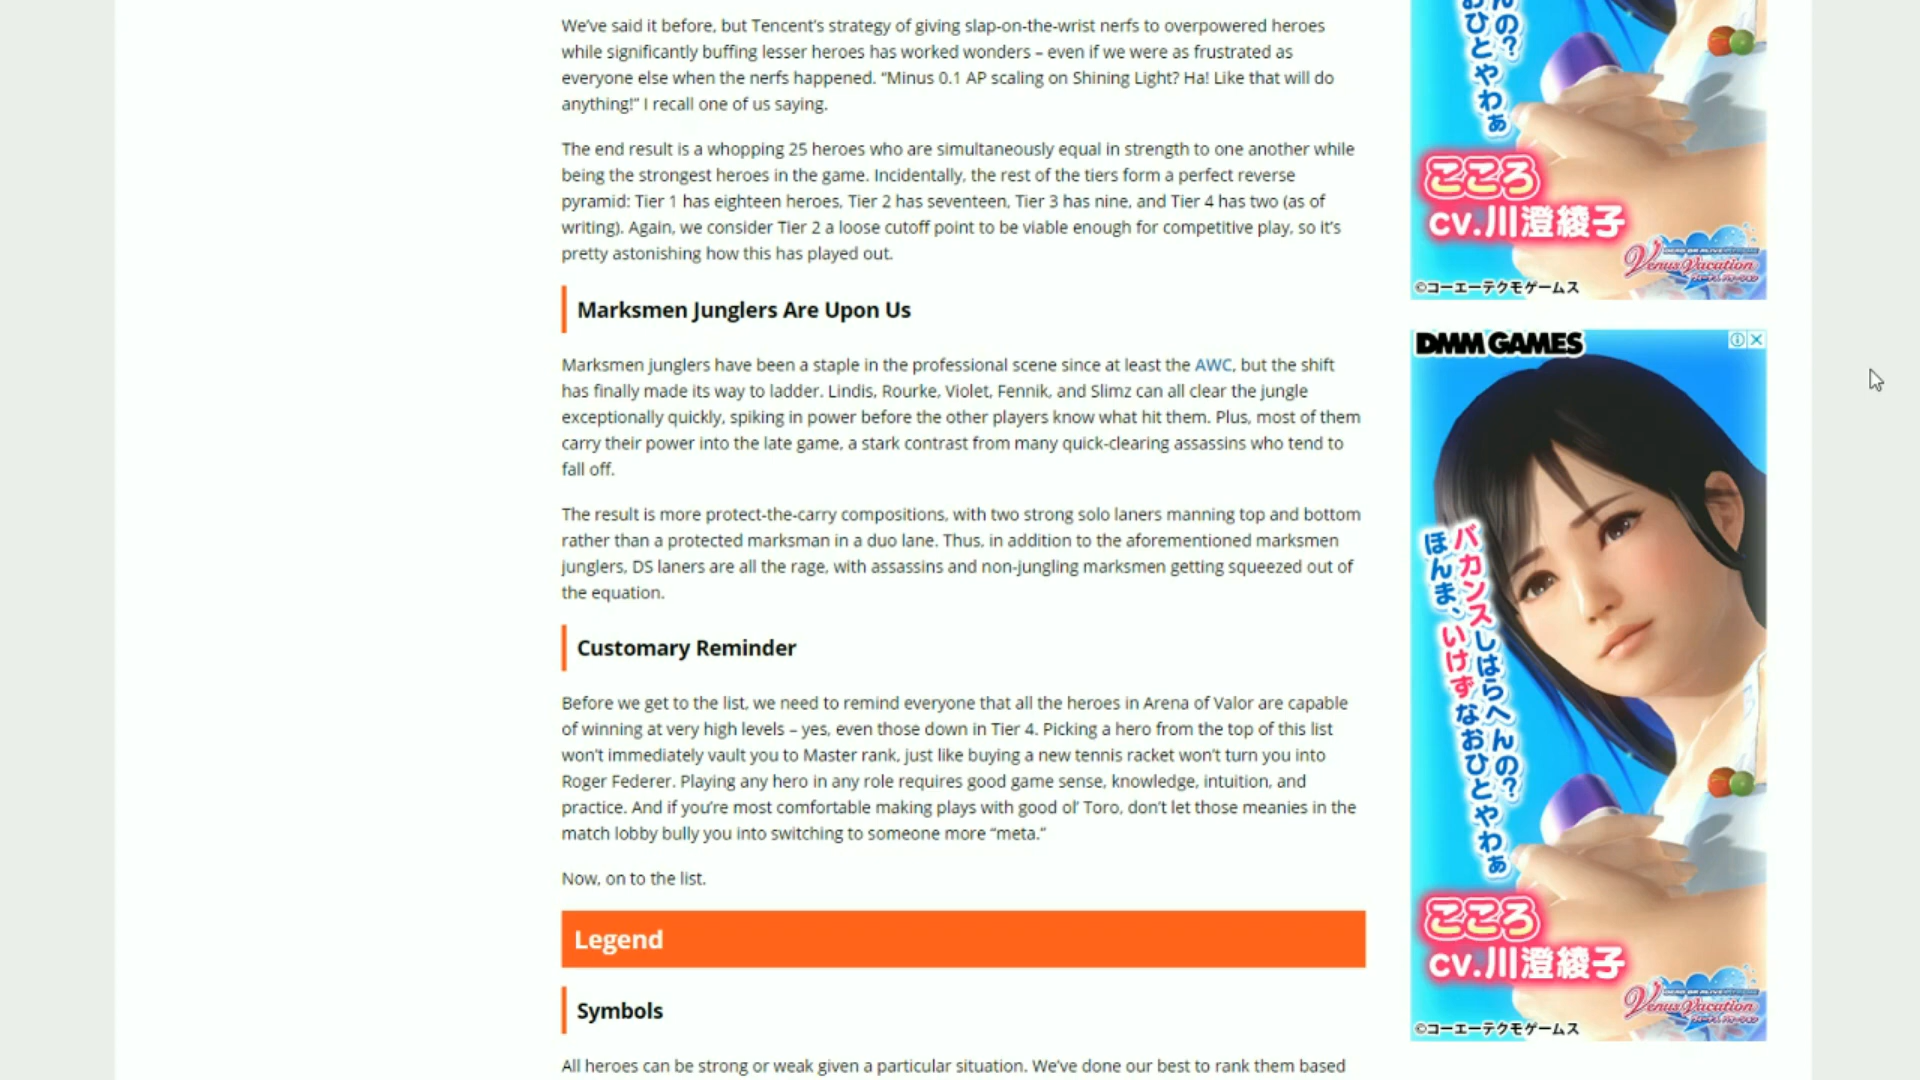 We've said it before, but Tencent's strategy of giving slap-on-the-wrist nerfs to overpowered heroes
while significantly buffing lesser heroes has worked wonders – even if we were as frustrated as
everyone else when the nerfs happened. “Minus 0.1 AP scaling on Shining Light? Ha! Like that will do
anything!” I recall one of us saying.
The end result is a whopping 25 heroes who are simultaneously equal in strength to one another while
being the strongest heroes in the game. Incidentally, the rest of the tiers form a perfect reverse
pyramid: Tier 1 has eighteen heroes, Tier 2 has seventeen, Tier 3 has nine, and Tier 4 has two (as of
writing). Again, we consider Tier 2 a loose cutoff point to be viable enough for competitive play, so it's
pretty astonishing how this has played out.
Marksmen Junglers Are Upon Us
Marksmen junglers have been a staple in the professional scene since at least the AWC, but the shift
has finally made its way to ladder. Lindis, Rourke, Violet, Fennik, and Slimz can all clear the jungle
exceptionally quickly, spiking in power before the other players know what hit them. Plus, most of them
carry their power into the late game, a stark contrast from many quick-clearing assassins who tend to
fall off.
The result is more protect-the-carry compositions, with two strong solo laners manning top and bottom
rather than a protected marksman in a duo lane. Thus, in addition to the aforementioned marksmen
junglers, DS laners are all the rage, with assassins and non-jungling marksmen getting squeezed out of
the equation.
Customary Reminder
Before we get to the list, we need to remind everyone that all the heroes in Arena of Valor are capable
of winning at very high levels – yes, even those down in Tier 4. Picking a hero from the top of this list
won't immediately vault you to Master rank, just like buying a new tennis racket won't turn you into
Roger Federer. Playing any hero in any role requires good game sense, knowledge, intuition, and
practice. And if you're most comfortable making plays with good ol' Toro, don't let those meanies in the
match lobby bully you into switching to someone more “meta.”
Now, on to the list.
Legend
Symbols
All heroes can be strong or weak given a particular situation. We've done our best to rank them based
んの?
おひとやわぁ
こころ
CV.川澄綾子
Venus Vacation
©コーエーテクモゲームス
DMM GAMES
バカンスしはらへんの?
ほんま、いけずなおひとやわぁ
こころ
CV.川澄綾子
Venus Vacation
©コーエーテクモゲームス